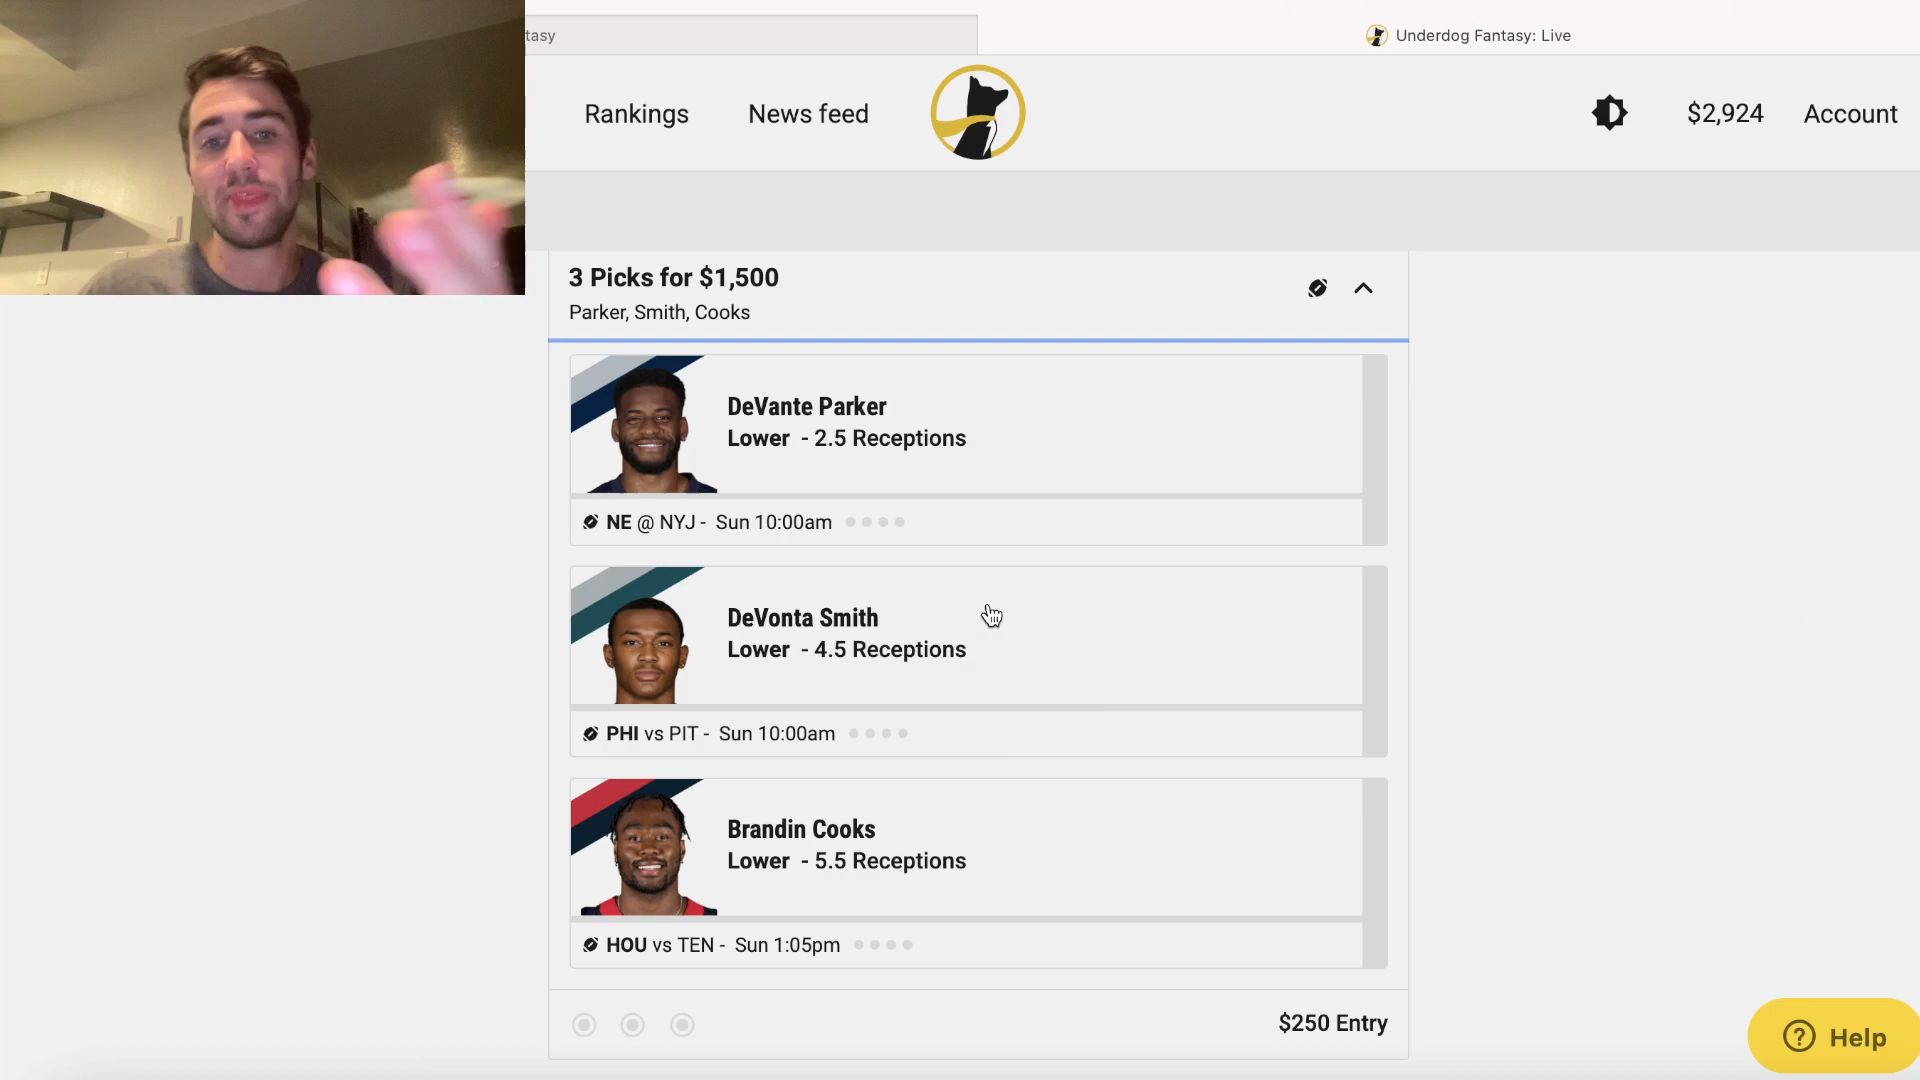 tasy
Underdog Fantasy: Live
Rankings
News feed
$2,924
Account
3 Picks for $1,500
Parker, Smith, Cooks
DeVante Parker
Lower - 2.5 Receptions
NE @ NYJ - Sun 10:00am
DeVonta Smith
Lower - 4.5 Receptions
PHI vs PIT - Sun 10:00am
Brandin Cooks
Lower - 5.5 Receptions
HOU vs TEN - Sun 1:05pm
$250 Entry
Help